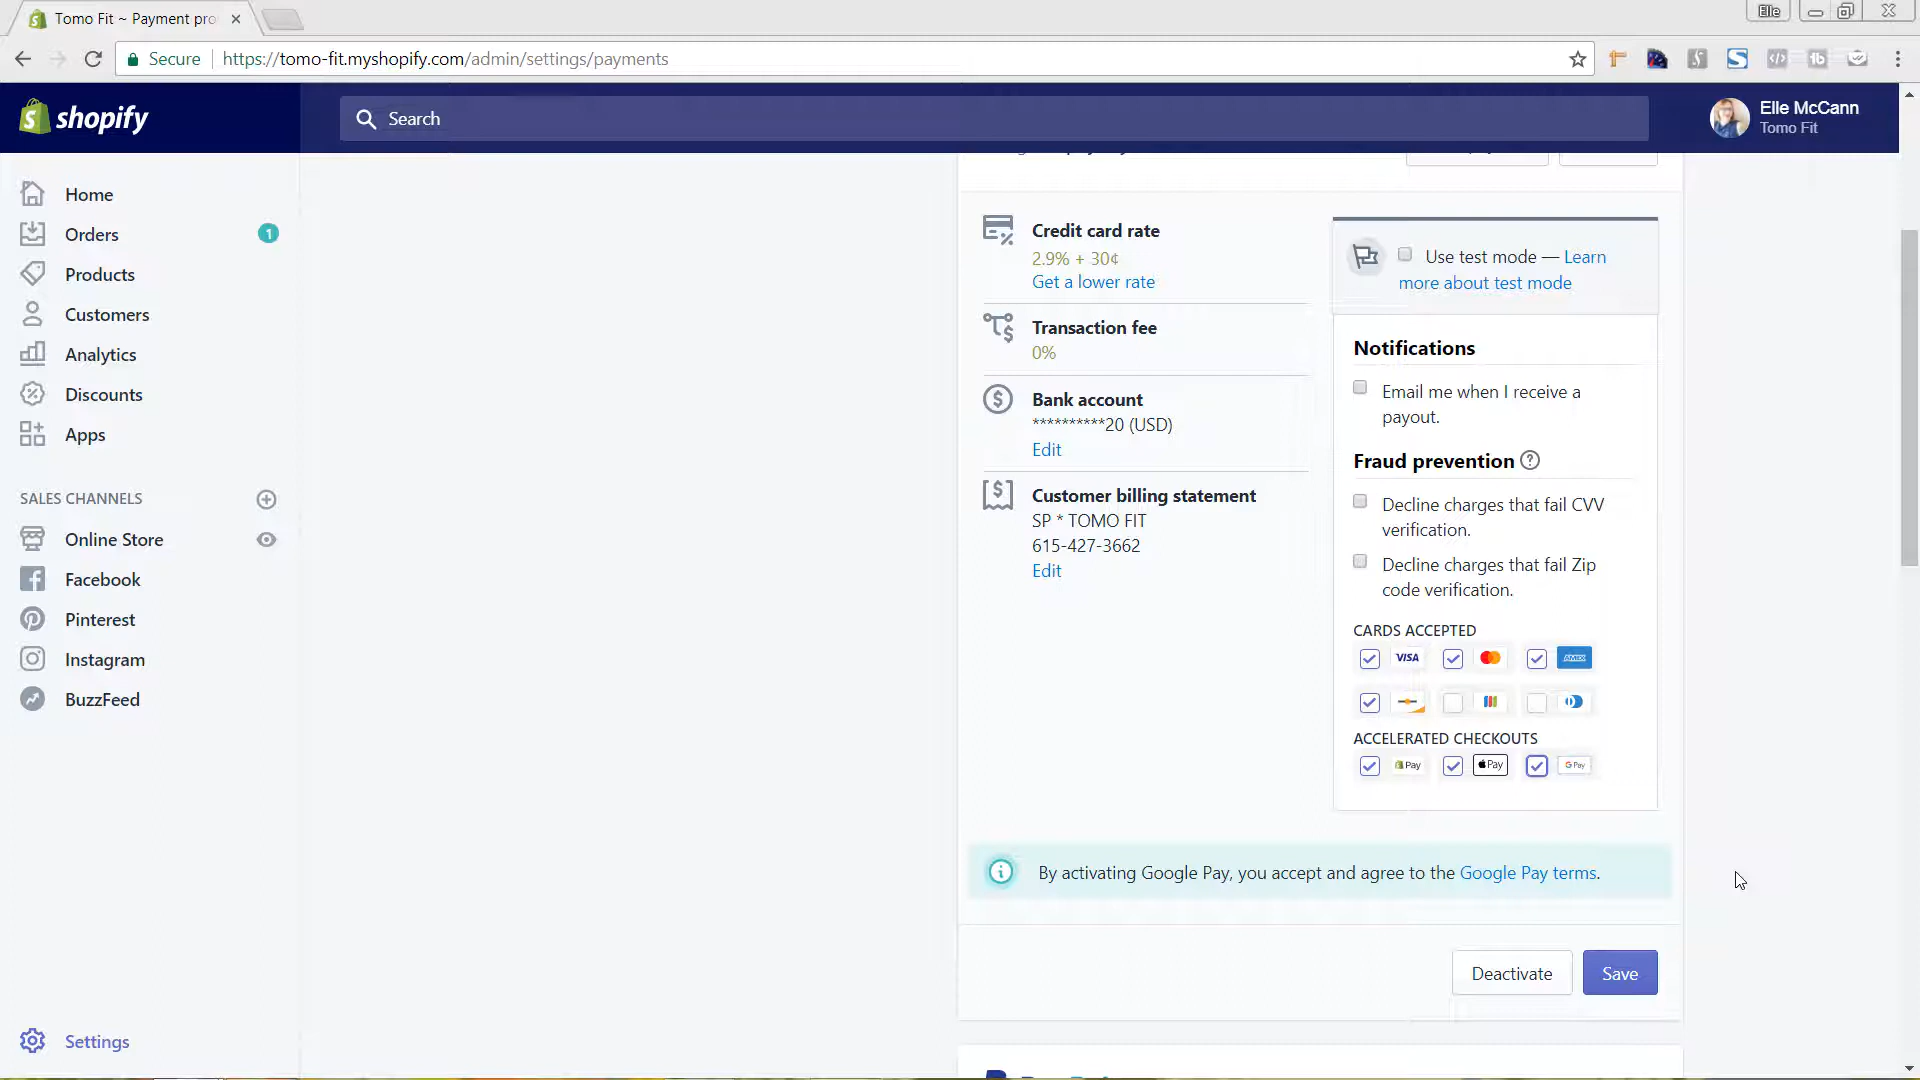 Tomo Fit ~ Payment pro
Elle
Secure
https://tomo-fit.myshopify.com/admin/settings/payments
shopify
Search
Elle McCann
Tomo Fit
Home
Orders
1
Products
Customers
Analytics
Discounts
Apps
SALES CHANNELS
Online Store
Facebook
Pinterest
Instagram
BuzzFeed
Settings
Credit card rate
2.9% + 30¢
Get a lower rate
Transaction fee
0%
Bank account
**********20 (USD)
Edit
Customer billing statement
SP * TOMO FIT
615-427-3662
Edit
Use test mode — Learn
more about test mode
Notifications
Email me when I receive a
payout.
Fraud prevention
Decline charges that fail CVV
verification.
Decline charges that fail Zip
code verification.
CARDS ACCEPTED
VISA
AMEX
ACCELERATED CHECKOUTS
Pay
Pay
G Pay
By activating Google Pay, you accept and agree to the Google Pay terms.
Deactivate
Save